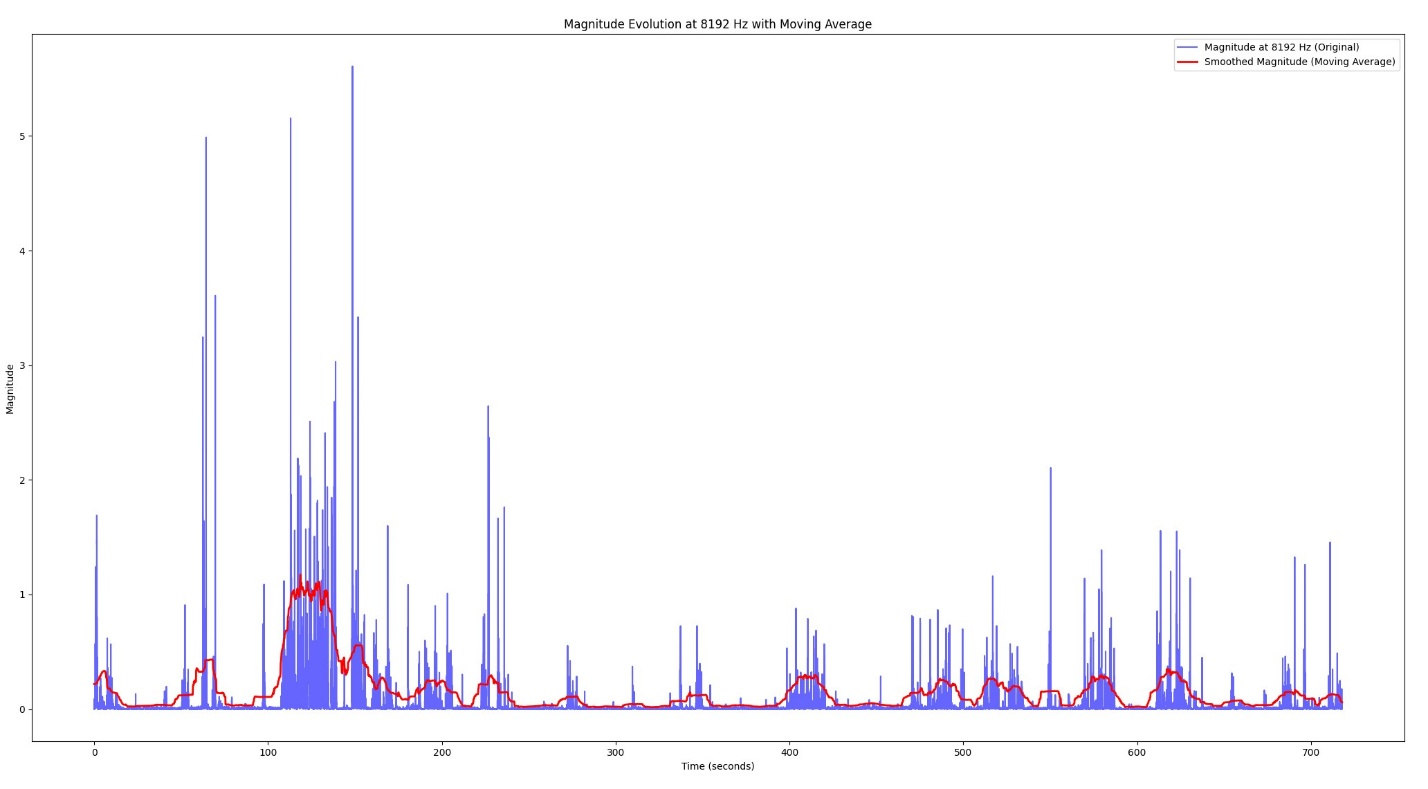 Magnitude Evolution at 8192 Hz with Moving Average
Magnitude at 8192 Hz (Original)
Smoothed Magnitude (Moving Average)
5
4
3
2
1
0
Magnitude
0 100 200 300 400 500 600 700
Time (seconds)